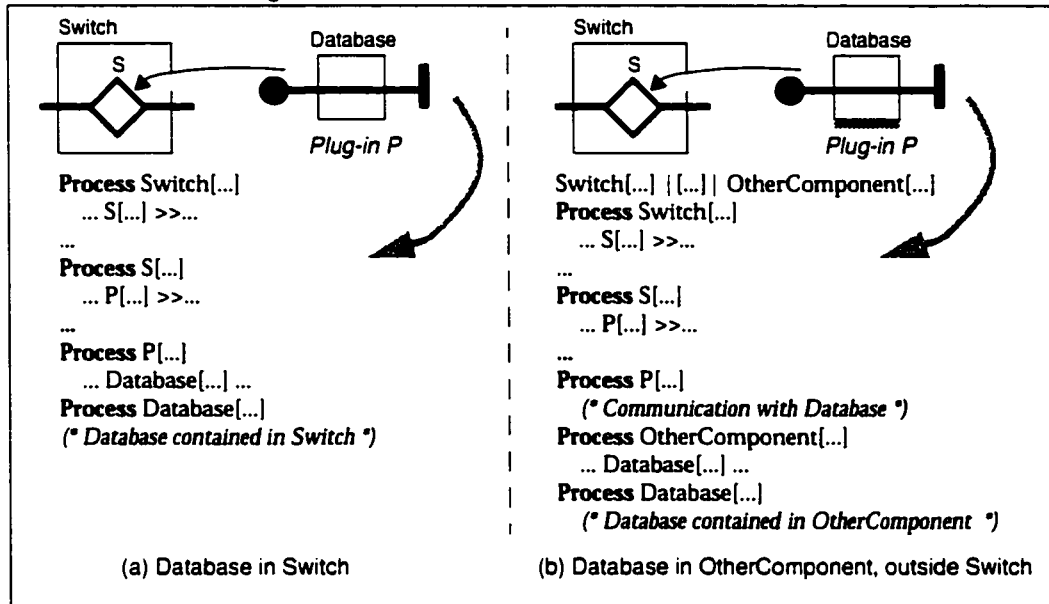 Switch
S
Database
Plug-in P
Process Switch[...]
... S[...] >>...
...
Process S[...]
... P[...] >>...
...
Process P[...]
... Database[...] ...
Process Database[...]
(* Database contained in Switch *)
(a) Database in Switch
Switch
S
Database
Plug-in P
Switch[...] |[...]| OtherComponent[...]
Process Switch[...]
... S[...] >>...
...
Process S[...]
... P[...] >>...
...
Process P[...]
(* Communication with Database *)
Process OtherComponent[...]
... Database[...] ...
Process Database[...]
(* Database contained in OtherComponent *)
(b) Database in OtherComponent, outside Switch